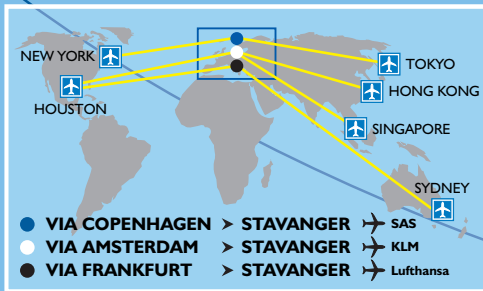 NEW YORK
TOKYO
HONG KONG
HOUSTON
SINGAPORE
SYDNEY
VIA COPENHAGEN > STAVANGER SAS
VIA AMSTERDAM > STAVANGER KLM
VIA FRANKFURT > STAVANGER Lufthansa